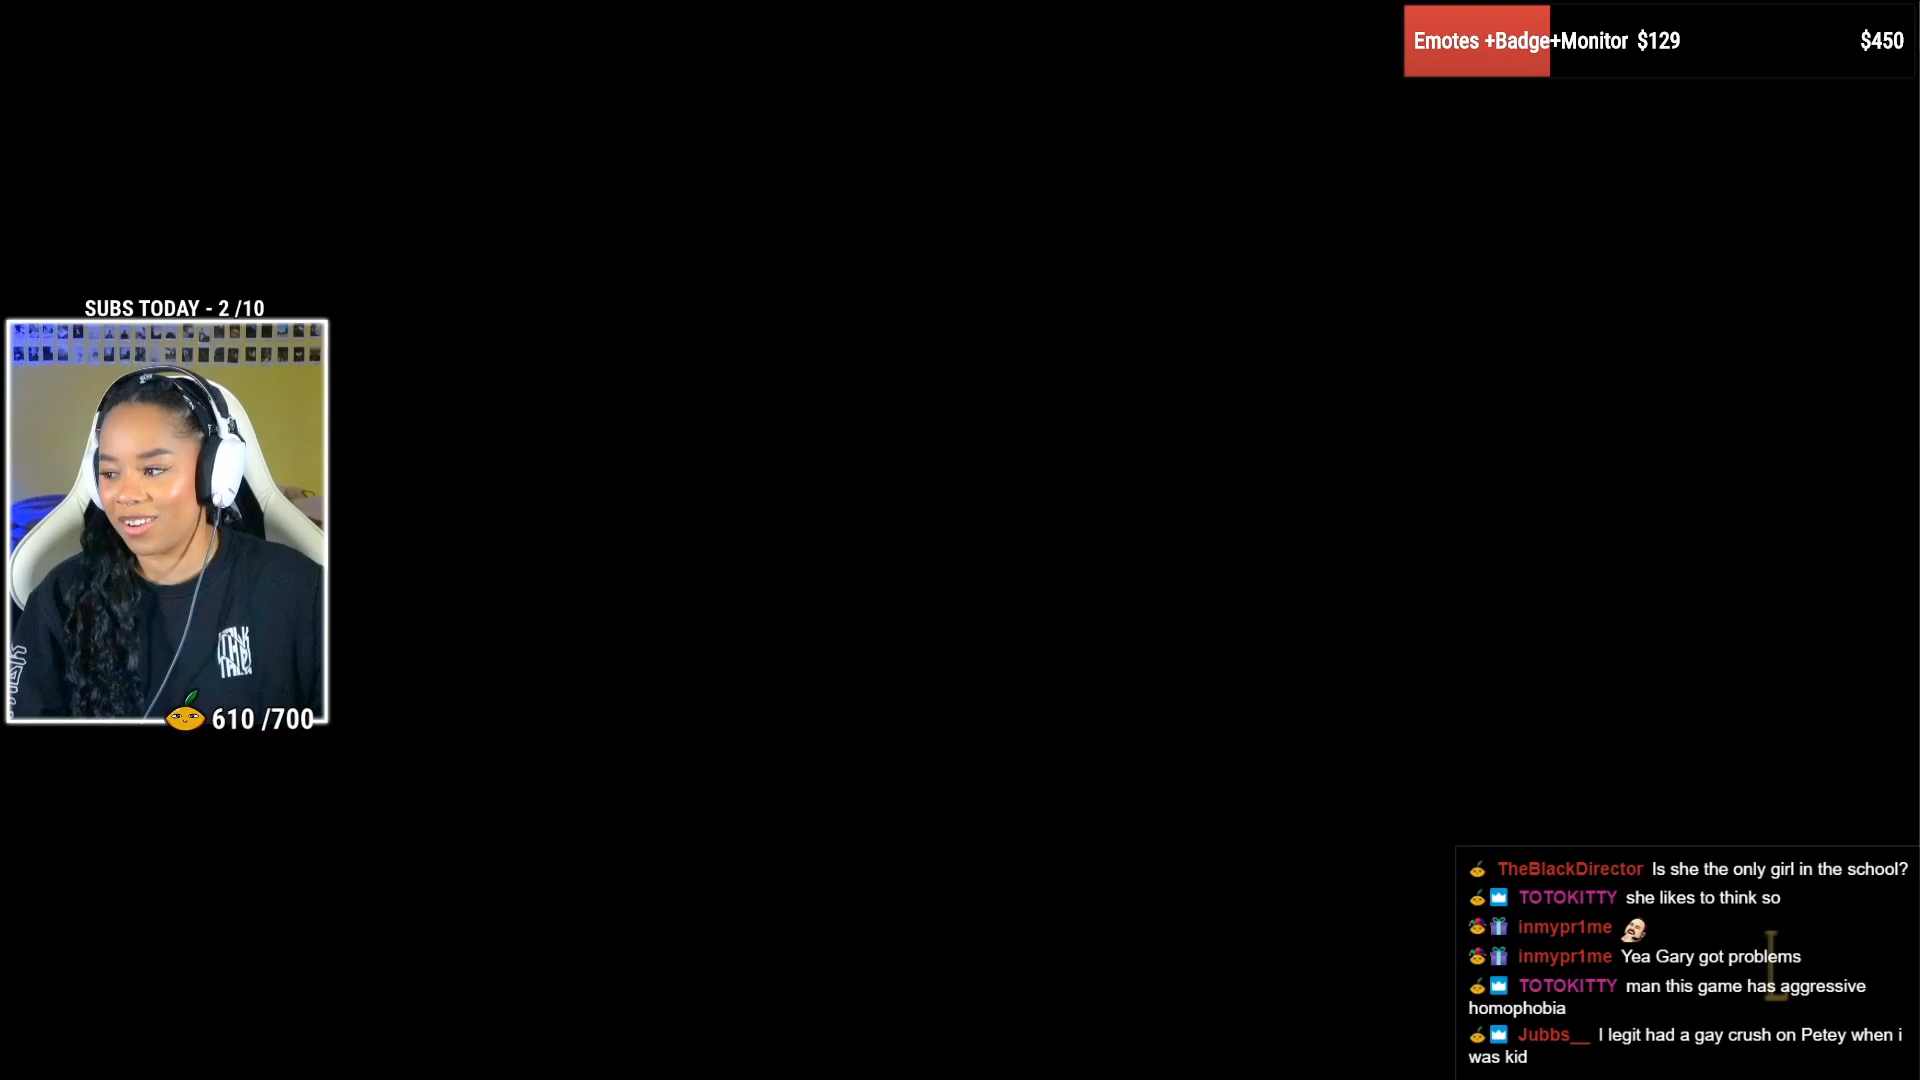 Emotes +Badge+Monitor $129 $450
SUBS TODAY - 2 /10
610 /700
TheBlackDirector Is she the only girl in the school?
TOTOKITTY she likes to think so
inmypr1me
inmypr1me Yea Gary got problems
TOTOKITTY man this game has aggressive
homophobia
Jubbs__ I legit had a gay crush on Petey when i
was kid
L